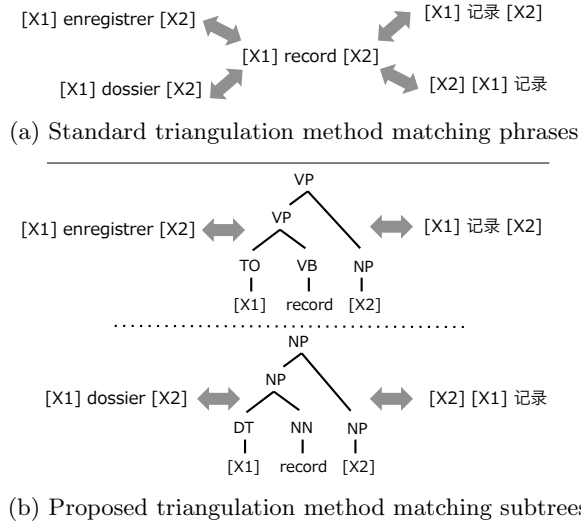 [X1] enregistrer [X2]
[X1] 记录 [X2]
[X1] record [X2]
[X1] dossier [X2]
[X2] [X1] 记录
(a) Standard triangulation method matching phrases
VP
VP
[X1] enregistrer [X2]
[X1] 记录 [X2]
TO VB NP
[X1] record [X2]
NP
NP
[X1] dossier [X2]
[X2] [X1] 记录
DT NN NP
[X1] record [X2]
(b) Proposed triangulation method matching subtrees